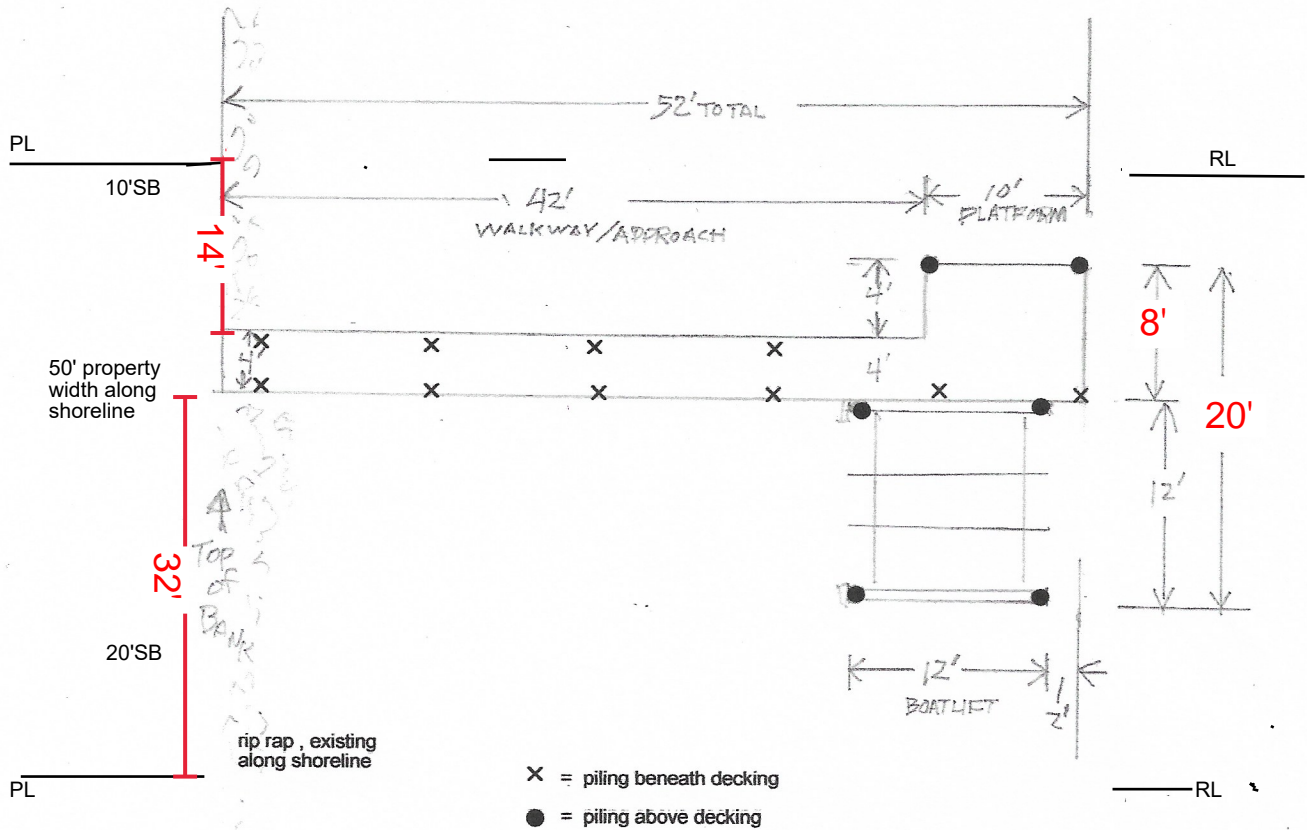 52' TOTAL
PL
RL
10'SB
42'
WALKWAY/APPROACH
10'
PLATFORM
14'
4'
8'
4'
4'
20'
50' property
width along
shoreline
12'
32'
TOP
OF
BANK
20'SB
12'
BOATLIFT
2'
rip rap , existing
along shoreline
× = piling beneath decking
● = piling above decking
PL
RL